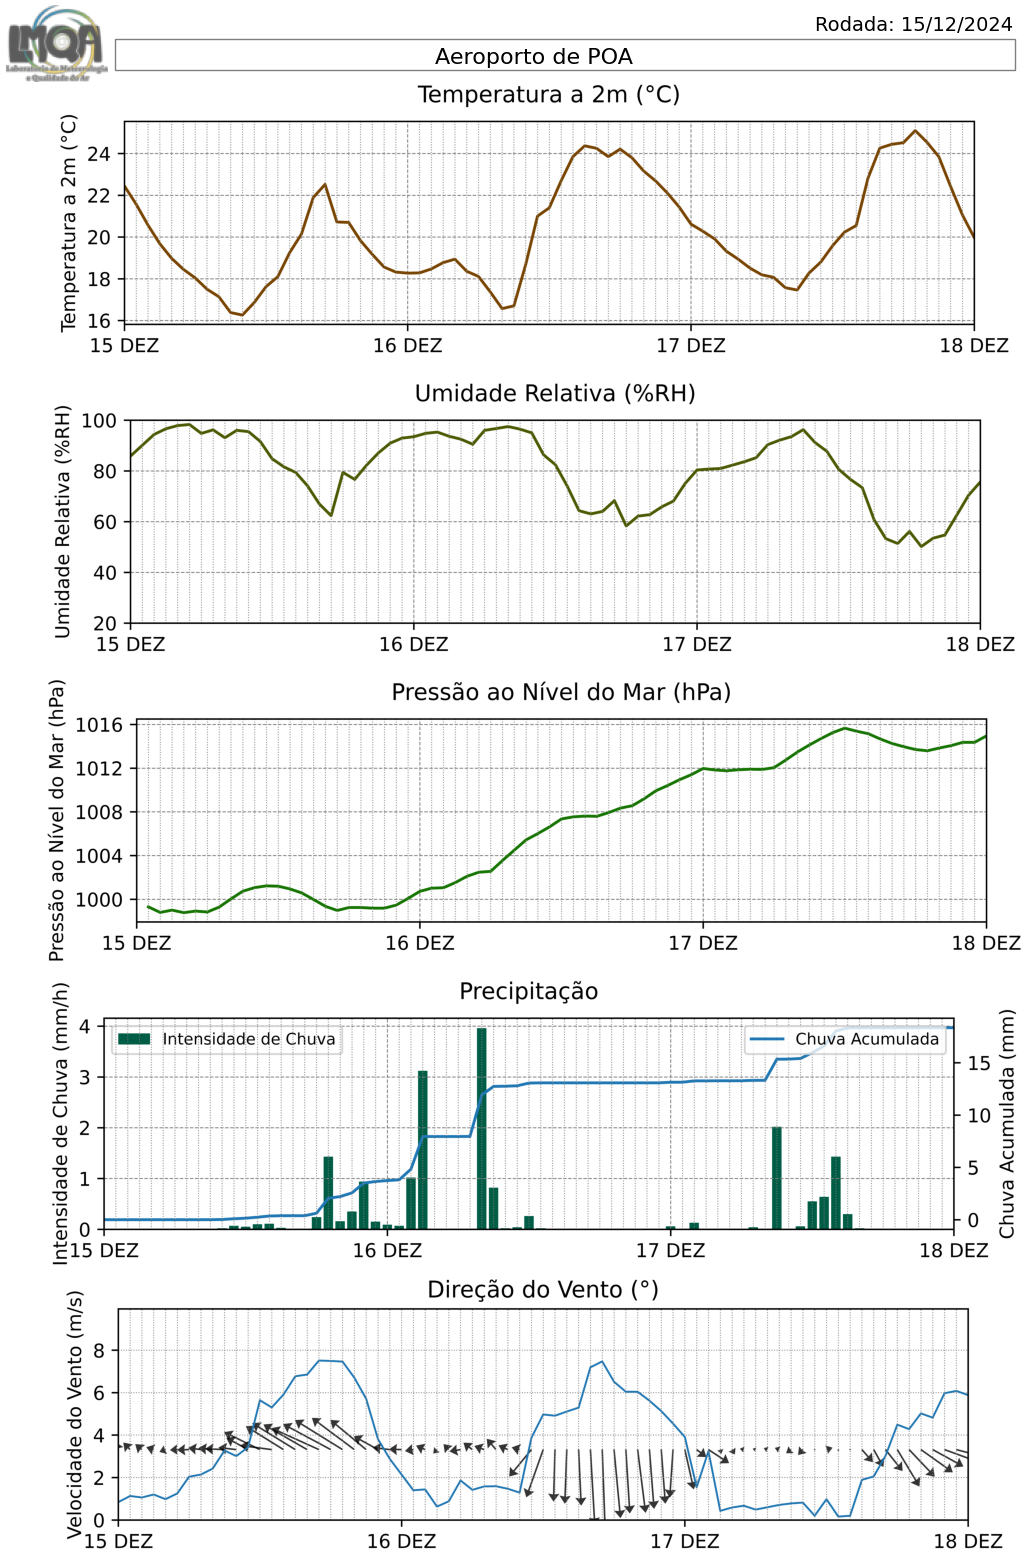 LMQA
Laboratório de Meteorologia
e Qualidade do Ar
Rodada: 15/12/2024
Aeroporto de POA
Temperatura a 2m (°C)
Temperatura a 2m (°C)
24
22
20
18
16
15 DEZ 16 DEZ 17 DEZ 18 DEZ
Umidade Relativa (%RH)
Umidade Relativa (%RH)
100
80
60
40
20
15 DEZ 16 DEZ 17 DEZ 18 DEZ
Pressão ao Nível do Mar (hPa)
Pressão ao Nível do Mar (hPa)
1016
1012
1008
1004
1000
15 DEZ 16 DEZ 17 DEZ 18 DEZ
Precipitação
Intensidade de Chuva (mm/h)
4
3
2
1
0
Intensidade de Chuva
Chuva Acumulada
15
10
5
0
Chuva Acumulada (mm)
15 DEZ 16 DEZ 17 DEZ 18 DEZ
Direção do Vento (°)
Velocidade do Vento (m/s)
8
6
4
2
0
15 DEZ 16 DEZ 17 DEZ 18 DEZ